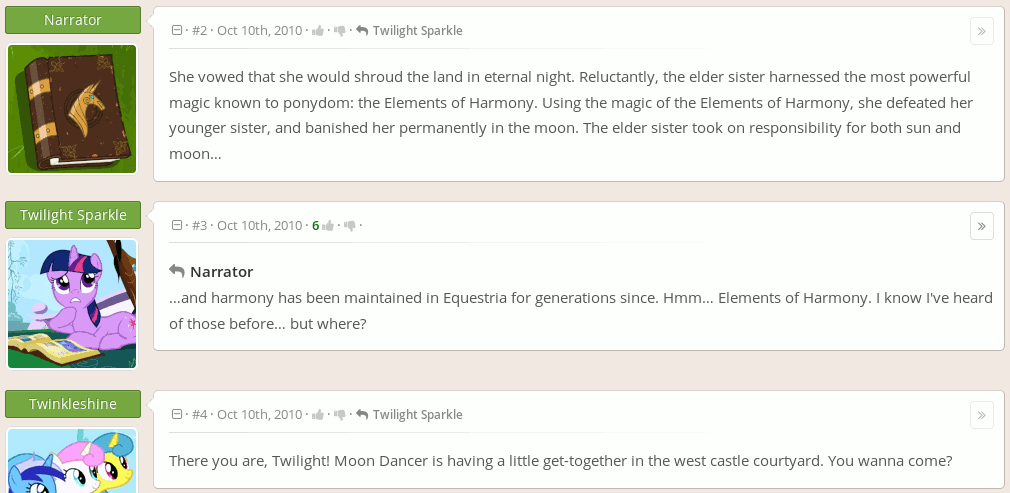 Narrator
· #2 · Oct 10th, 2010 · · · Twilight Sparkle
»
She vowed that she would shroud the land in eternal night. Reluctantly, the elder sister harnessed the most powerful
magic known to ponydom: the Elements of Harmony. Using the magic of the Elements of Harmony, she defeated her
younger sister, and banished her permanently in the moon. The elder sister took on responsibility for both sun and
moon...
Twilight Sparkle
· #3 · Oct 10th, 2010 · 6 · ·
»
Narrator
...and harmony has been maintained in Equestria for generations since. Hmm... Elements of Harmony. I know I've heard
of those before... but where?
Twinkleshine
· #4 · Oct 10th, 2010 · · · Twilight Sparkle
»
There you are, Twilight! Moon Dancer is having a little get-together in the west castle courtyard. You wanna come?